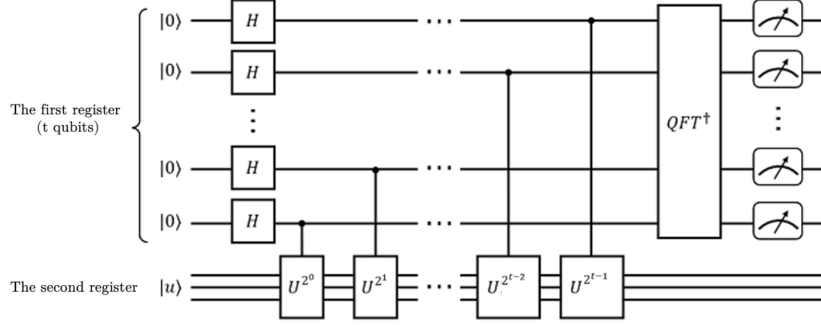 |0⟩ H ...
|0⟩ H ...
The first register
(t qubits)
⋮ QFT† ⋮
|0⟩ H ...
|0⟩ H ...
The second register |u⟩ U^{2^0} U^{2^1} ... U^{2^{t-2}} U^{2^{t-1}}